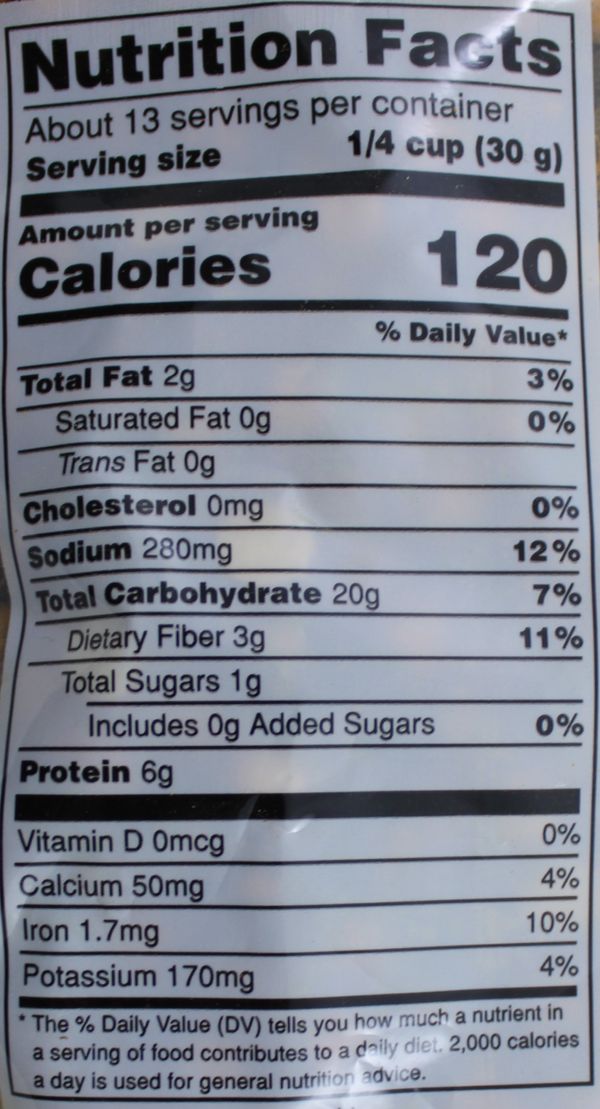 Nutrition Facts
About 13 servings per container
Serving size 1/4 cup (30 g)
Amount per serving
Calories 120
% Daily Value*
Total Fat 2g 3%
Saturated Fat 0g 0%
Trans Fat 0g
Cholesterol 0mg 0%
Sodium 280mg 12%
Total Carbohydrate 20g 7%
Dietary Fiber 3g 11%
Total Sugars 1g
Includes 0g Added Sugars 0%
Protein 6g
Vitamin D 0mcg 0%
Calcium 50mg 4%
Iron 1.7mg 10%
Potassium 170mg 4%
* The % Daily Value (DV) tells you how much a nutrient in
a serving of food contributes to a daily diet. 2,000 calories
a day is used for general nutrition advice.